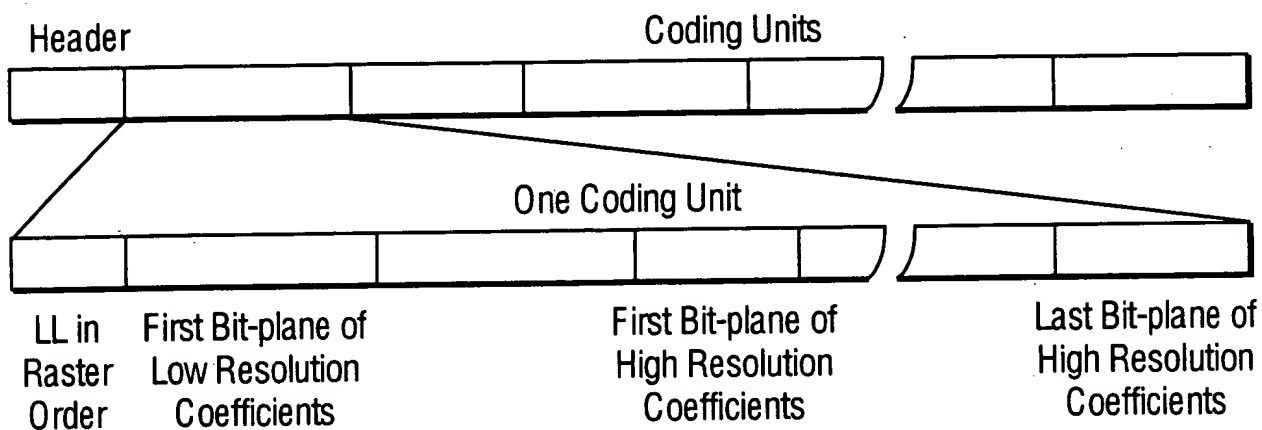 Header
Coding Units
One Coding Unit
LL in
Raster
Order
First Bit-plane of
Low Resolution
Coefficients
First Bit-plane of
High Resolution
Coefficients
Last Bit-plane of
High Resolution
Coefficients